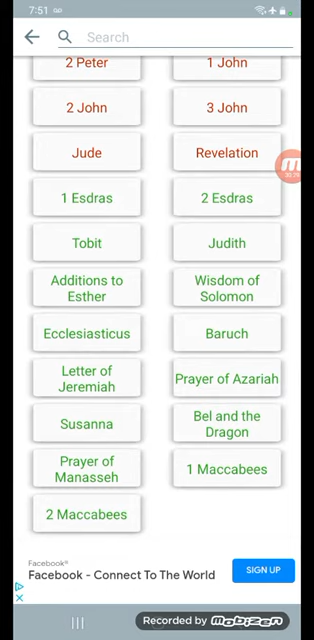 7:51
Search
2 Peter
1 John
2 John
3 John
Jude
Revelation
1 Esdras
2 Esdras
Tobit
Judith
Additions to
Esther
Wisdom of
Solomon
Ecclesiasticus
Baruch
Letter of
Jeremiah
Prayer of Azariah
Susanna
Bel and the
Dragon
Prayer of
Manasseh
1 Maccabees
2 Maccabees
Facebook®
Facebook - Connect To The World
SIGN UP
Recorded by mobizen